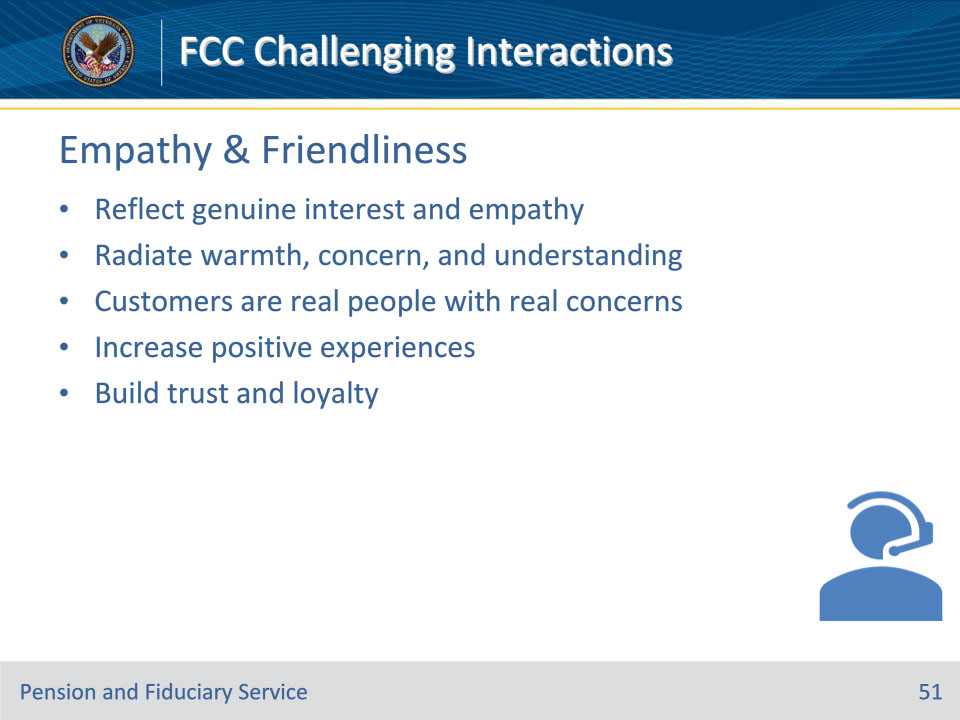 FCC Challenging Interactions
Empathy & Friendliness
• Reflect genuine interest and empathy
• Radiate warmth, concern, and understanding
• Customers are real people with real concerns
• Increase positive experiences
• Build trust and loyalty
Pension and Fiduciary Service
51